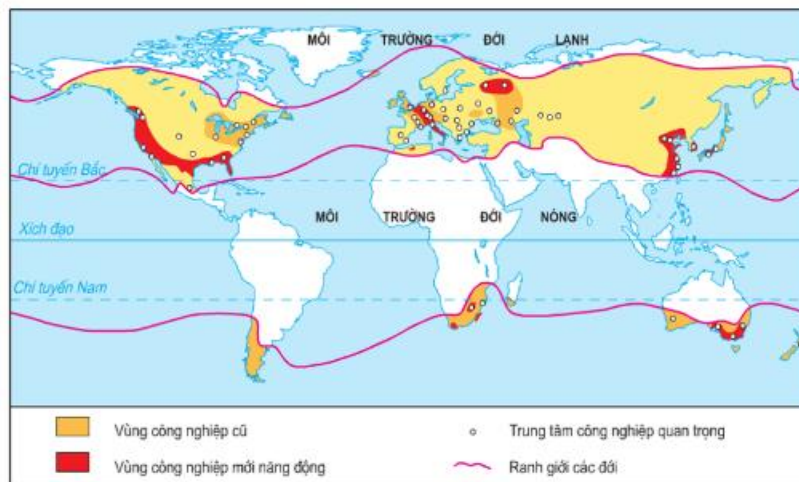 MÔI TRƯỜNG ĐỚI LẠNH
Chí tuyến Bắc
MÔI TRƯỜNG ĐỚI NÓNG
Xích đạo
Chí tuyến Nam
Vùng công nghiệp cũ
Trung tâm công nghiệp quan trọng
Vùng công nghiệp mới năng động
Ranh giới các đới